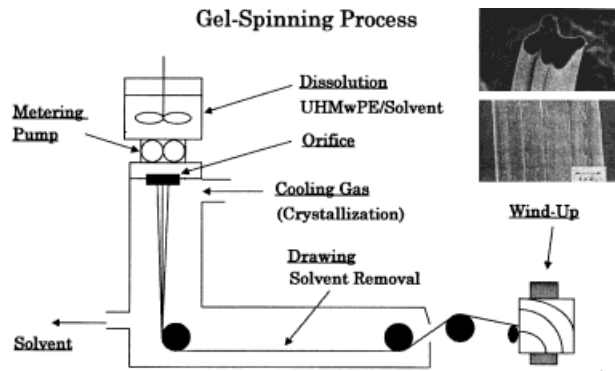 Gel-Spinning Process
Dissolution
UHMwPE/Solvent
Metering
Pump
Orifice
Cooling Gas
(Crystallization)
Wind-Up
Drawing
Solvent Removal
Solvent